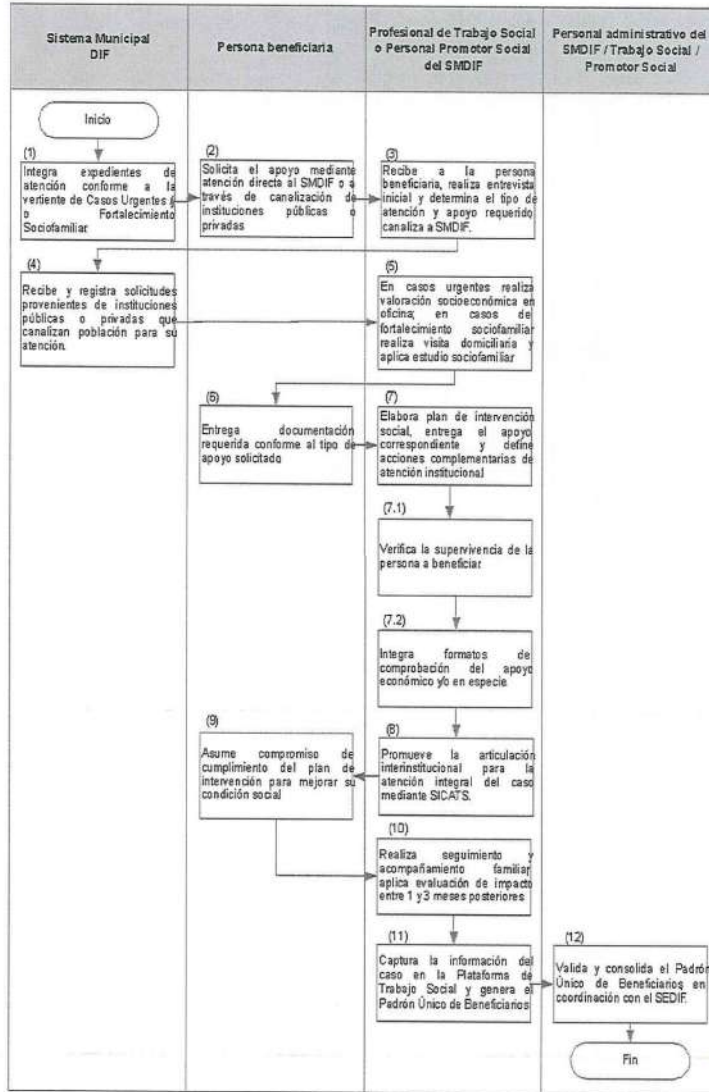 Sistema Municipal
DIF
Persona beneficiaria
Profesional de Trabajo Social
o Personal Promotor Social
del SMDIF
Personal administrativo del
SMDIF / Trabajo Social /
Promotor Social
Inicio
(1)
Integra expedientes de
atención conforme a la
vertiente de Casos Urgentes y
o Fortalecimiento
Sociofamiliar
(2)
Solicita el apoyo mediante
atención directa al SMDIF o a
través de canalización de
instituciones públicas o
privadas
(3)
Recibe a la persona
beneficiaria, realiza entrevista
inicial y determina el tipo de
atención y apoyo requerido
canaliza a SMDIF.
(4)
Recibe y registra solicitudes
provenientes de instituciones
públicas o privadas que
canalizan población para su
atención.
(5)
En casos urgentes realiza
valoración socioeconómica en
oficina; en casos de
fortalecimiento sociofamiliar
realiza visita domiciliaria y
aplica estudio sociofamiliar
(6)
Entrega documentación
requerida conforme al tipo de
apoyo solicitado
(7)
Elabora plan de intervención
social, entrega el apoyo
correspondiente y define
acciones complementarias de
atención institucional
(7.1)
Verifica la supervivencia de la
persona a beneficiar
(7.2)
Integra formatos de
comprobación del apoyo
económico y/o en especie
(9)
Asume compromiso de
cumplimiento del plan de
intervención para mejorar su
condición social
(8)
Promueve la articulación
interinstitucional para la
atención integral del caso
mediante SICATS.
(10)
Realiza seguimiento y
acompañamiento familiar
aplica evaluación de impacto
entre 1 y 3 meses posteriores
(11)
Captura la información del
caso en la Plataforma de
Trabajo Social y genera el
Padrón Único de Beneficiarios
(12)
Valida y consolida el Padrón
Único de Beneficiarios en
coordinación con el SEDIF.
Fin